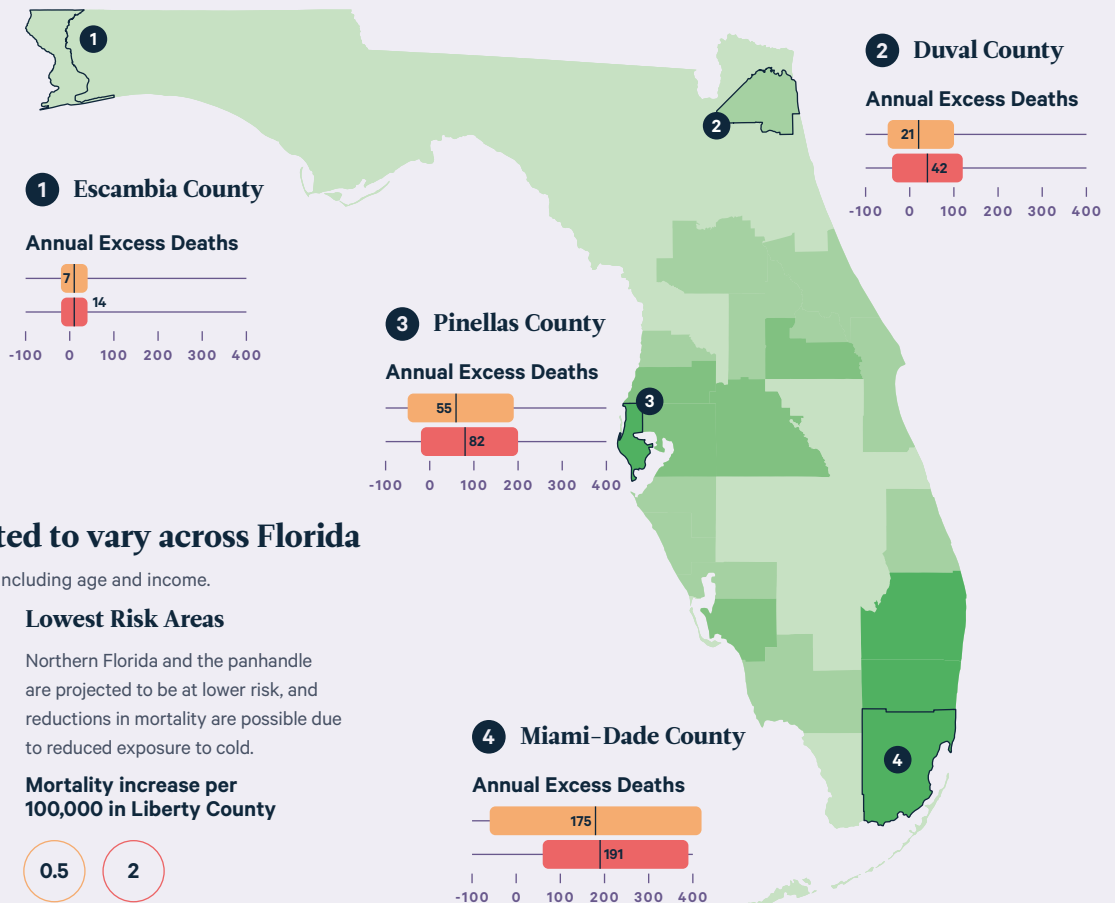 1
2
Duval County
Annual Excess Deaths
21
42
-100 0 100 200 300 400
2
1
Escambia County
Annual Excess Deaths
7
14
-100 0 100 200 300 400
3
Pinellas County
Annual Excess Deaths
55
82
-100 0 100 200 300 400
3
ted to vary across Florida
ncluding age and income.
Lowest Risk Areas
Northern Florida and the panhandle
are projected to be at lower risk, and
reductions in mortality are possible due
to reduced exposure to cold.
Mortality increase per
100,000 in Liberty County
0.5 2
4
Miami-Dade County
Annual Excess Deaths
175
191
-100 0 100 200 300 400
4